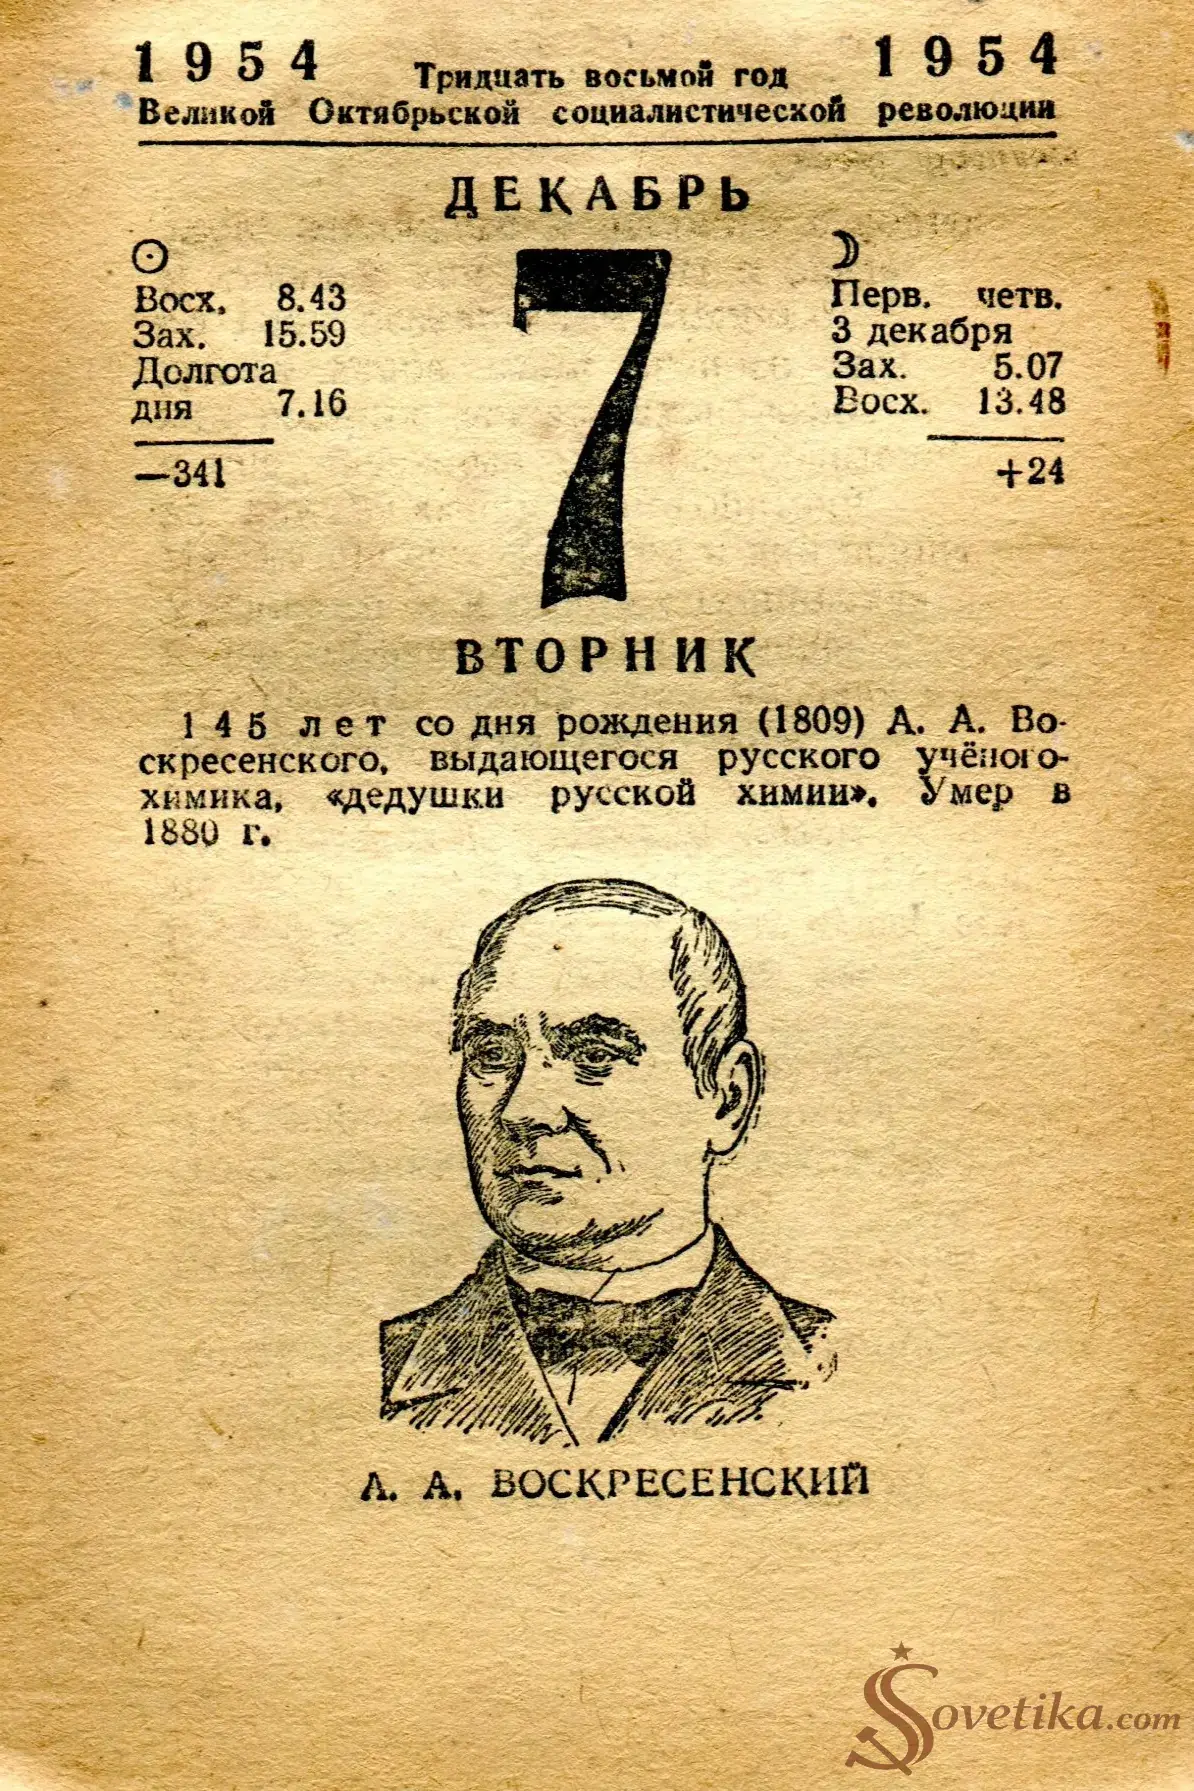 1954 Тридцать восьмой год 1954
Великой Октябрьской социалистической революции
ДЕКАБРЬ
Восх. 8.43
Зах. 15.59
Долгота
дня 7.16
—341
7
Перв. четв.
3 декабря
Зах. 5.07
Восх. 13.48
+24
ВТОРНИК
145 лет со дня рождения (1809) А. А. Во-
скресенского, выдающегося русского учёного-
химика, «дедушки русской химии». Умер в
1880 г.
А. А. ВОСКРЕСЕНСКИЙ
Sovetika.com